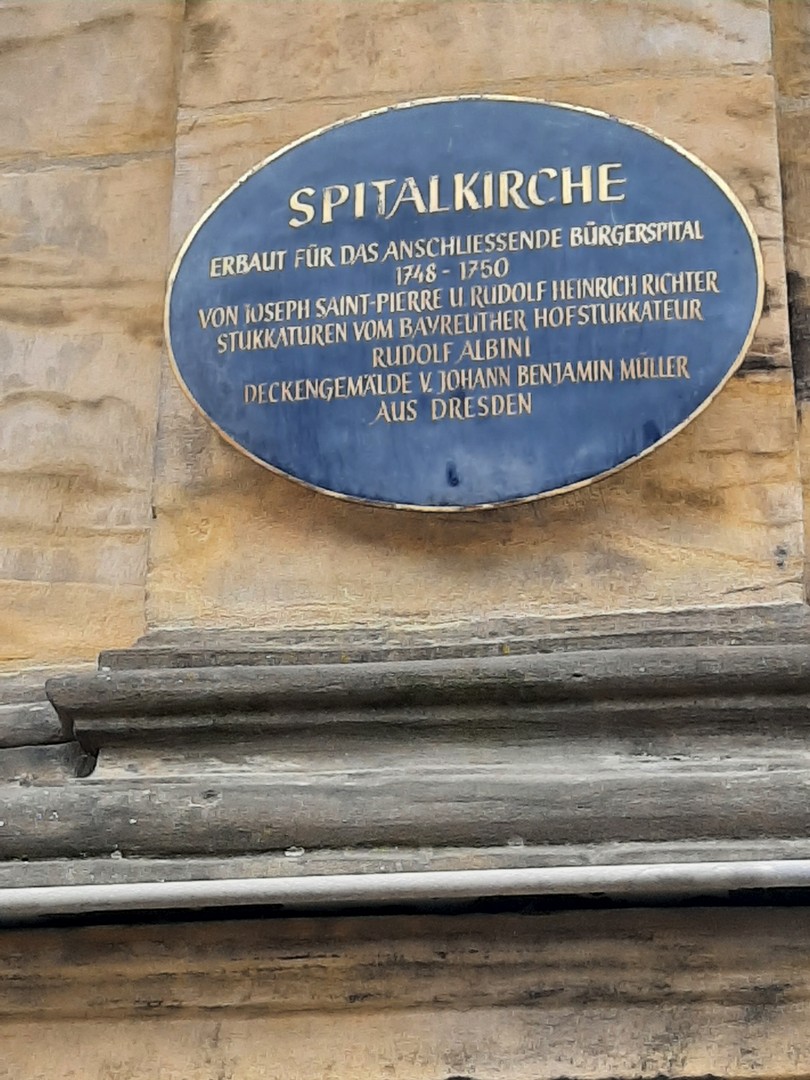 SPITALKIRCHE
ERBAUT FÜR DAS ANSCHLIESSENDE BÜRGERSPITAL
1748 - 1750
VON JOSEPH SAINT-PIERRE U. RUDOLF HEINRICH RICHTER
STUKKATUREN VOM BAYREUTHER HOFSTUKKATEUR
RUDOLF ALBINI
DECKENGEMÄLDE V. JOHANN BENJAMIN MÜLLER
AUS DRESDEN